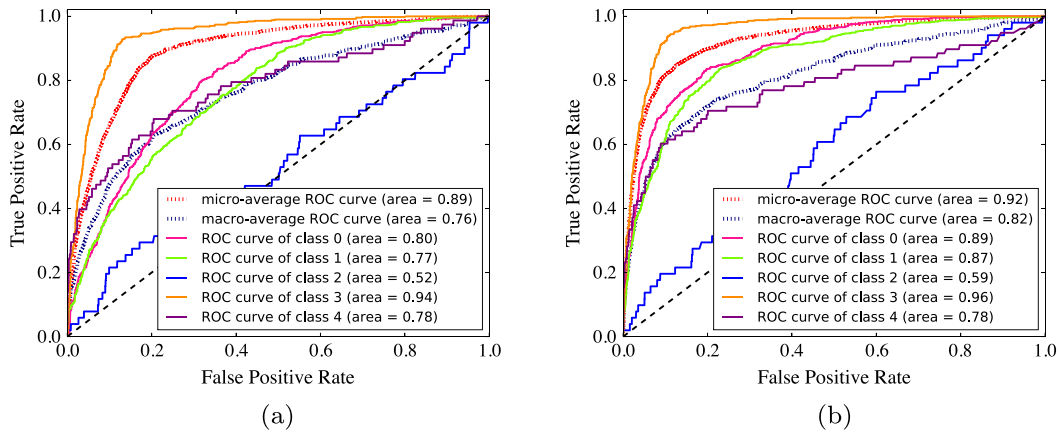 1.0
0.8
0.6
0.4
0.2
0.0
True Positive Rate
micro-average ROC curve (area = 0.89)
macro-average ROC curve (area = 0.76)
ROC curve of class 0 (area = 0.80)
ROC curve of class 1 (area = 0.77)
ROC curve of class 2 (area = 0.52)
ROC curve of class 3 (area = 0.94)
ROC curve of class 4 (area = 0.78)
0.0 0.2 0.4 0.6 0.8 1.0
False Positive Rate
(a)
1.0
0.8
0.6
0.4
0.2
0.0
True Positive Rate
micro-average ROC curve (area = 0.92)
macro-average ROC curve (area = 0.82)
ROC curve of class 0 (area = 0.89)
ROC curve of class 1 (area = 0.87)
ROC curve of class 2 (area = 0.59)
ROC curve of class 3 (area = 0.96)
ROC curve of class 4 (area = 0.78)
0.0 0.2 0.4 0.6 0.8 1.0
False Positive Rate
(b)